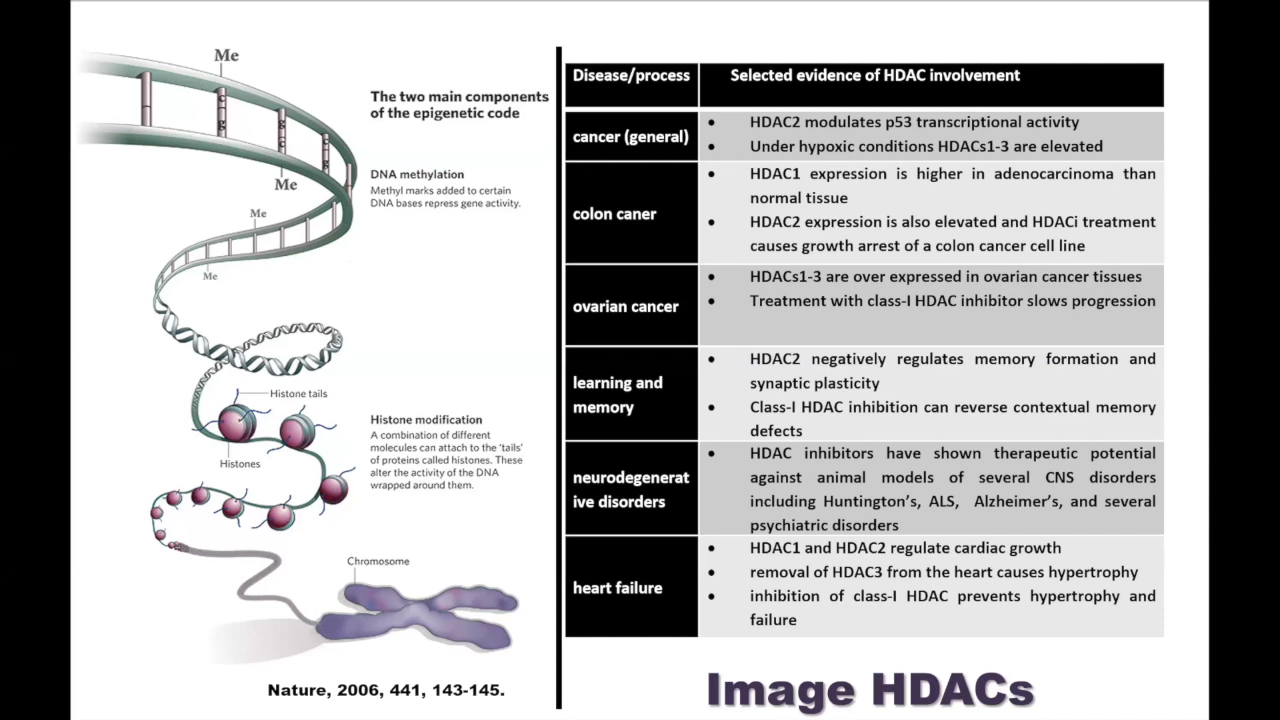 Me
The two main components
of the epigenetic code
DNA methylation
Methyl marks added to certain
DNA bases repress gene activity.
Me
Me
Me
Histone tails
Histones
Histone modification
A combination of different
molecules can attach to the 'tails'
of proteins called histones. These
alter the activity of the DNA
wrapped around them.
Chromosome
Nature, 2006, 441, 143-145.
Disease/process
Selected evidence of HDAC involvement
cancer (general)
• HDAC2 modulates p53 transcriptional activity
• Under hypoxic conditions HDACs1-3 are elevated
colon caner
• HDAC1 expression is higher in adenocarcinoma than
normal tissue
• HDAC2 expression is also elevated and HDACi treatment
causes growth arrest of a colon cancer cell line
ovarian cancer
• HDACs1-3 are over expressed in ovarian cancer tissues
• Treatment with class-I HDAC inhibitor slows progression
learning and
memory
• HDAC2 negatively regulates memory formation and
synaptic plasticity
• Class-I HDAC inhibition can reverse contextual memory
defects
neurodegenerat
ive disorders
• HDAC inhibitors have shown therapeutic potential
against animal models of several CNS disorders
including Huntington's, ALS, Alzheimer's, and several
psychiatric disorders
heart failure
• HDAC1 and HDAC2 regulate cardiac growth
• removal of HDAC3 from the heart causes hypertrophy
• inhibition of class-I HDAC prevents hypertrophy and
failure
Image HDACs